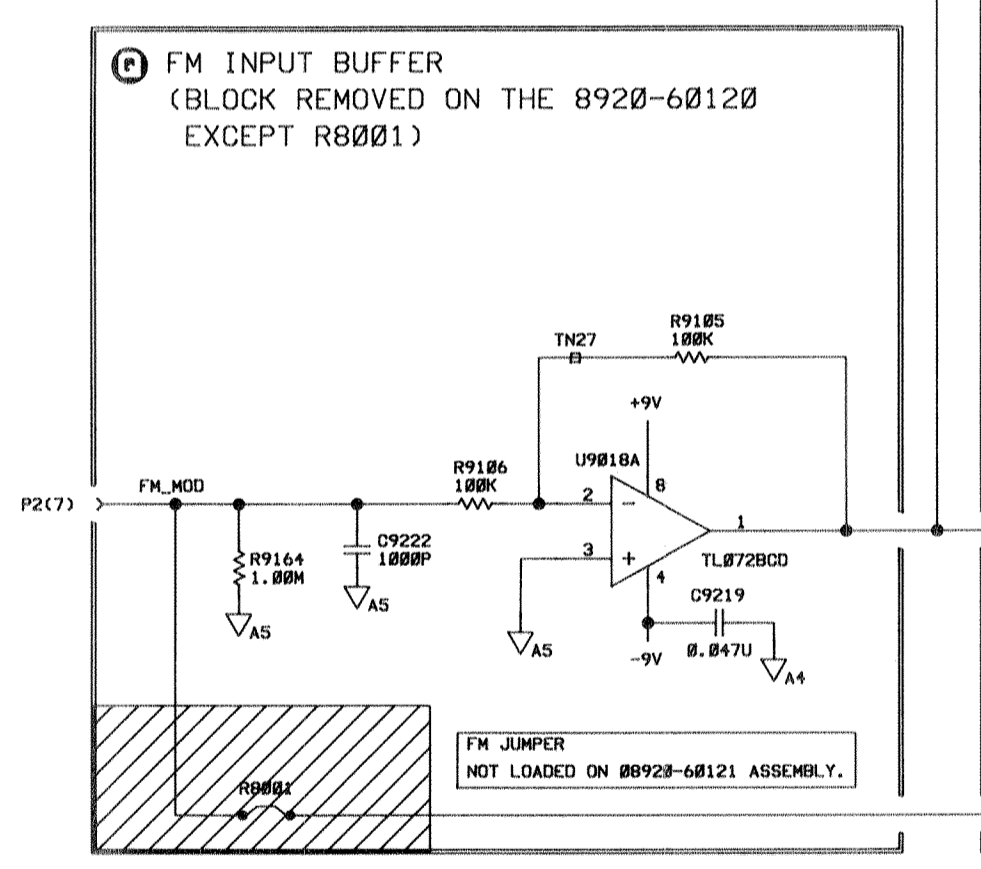 r FM INPUT BUFFER
(BLOCK REMOVED ON THE 8920-60120
EXCEPT R8001)
R9105
100K
TN27
+9V
U9018A
8
R9106
100K
2
FM_MOD
P2(7)
-
1
3
+
TL072BCD
4
C9222
1000P
R9164
1.00M
A5
A5
A5
C9219
0.047U
-9V
A4
FM JUMPER
NOT LOADED ON 08920-60121 ASSEMBLY.
R8001